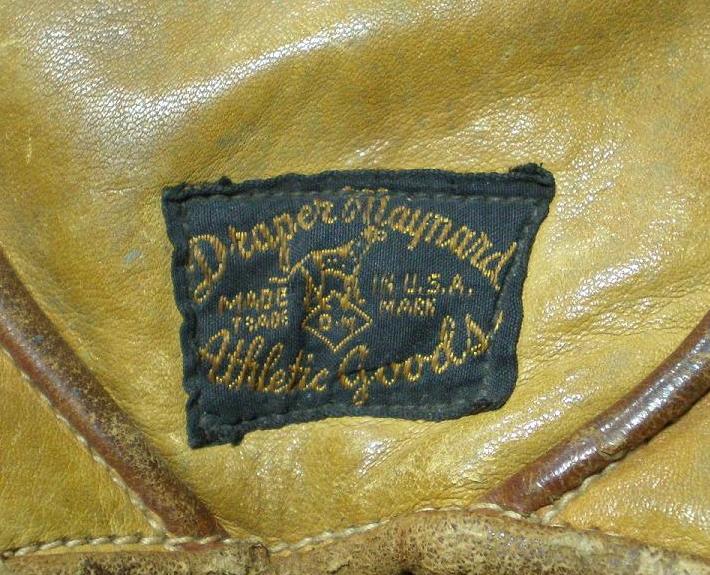 Draper Maynard
MADE IN U.S.A.
TRADE MARK
D-M
Athletic Goods